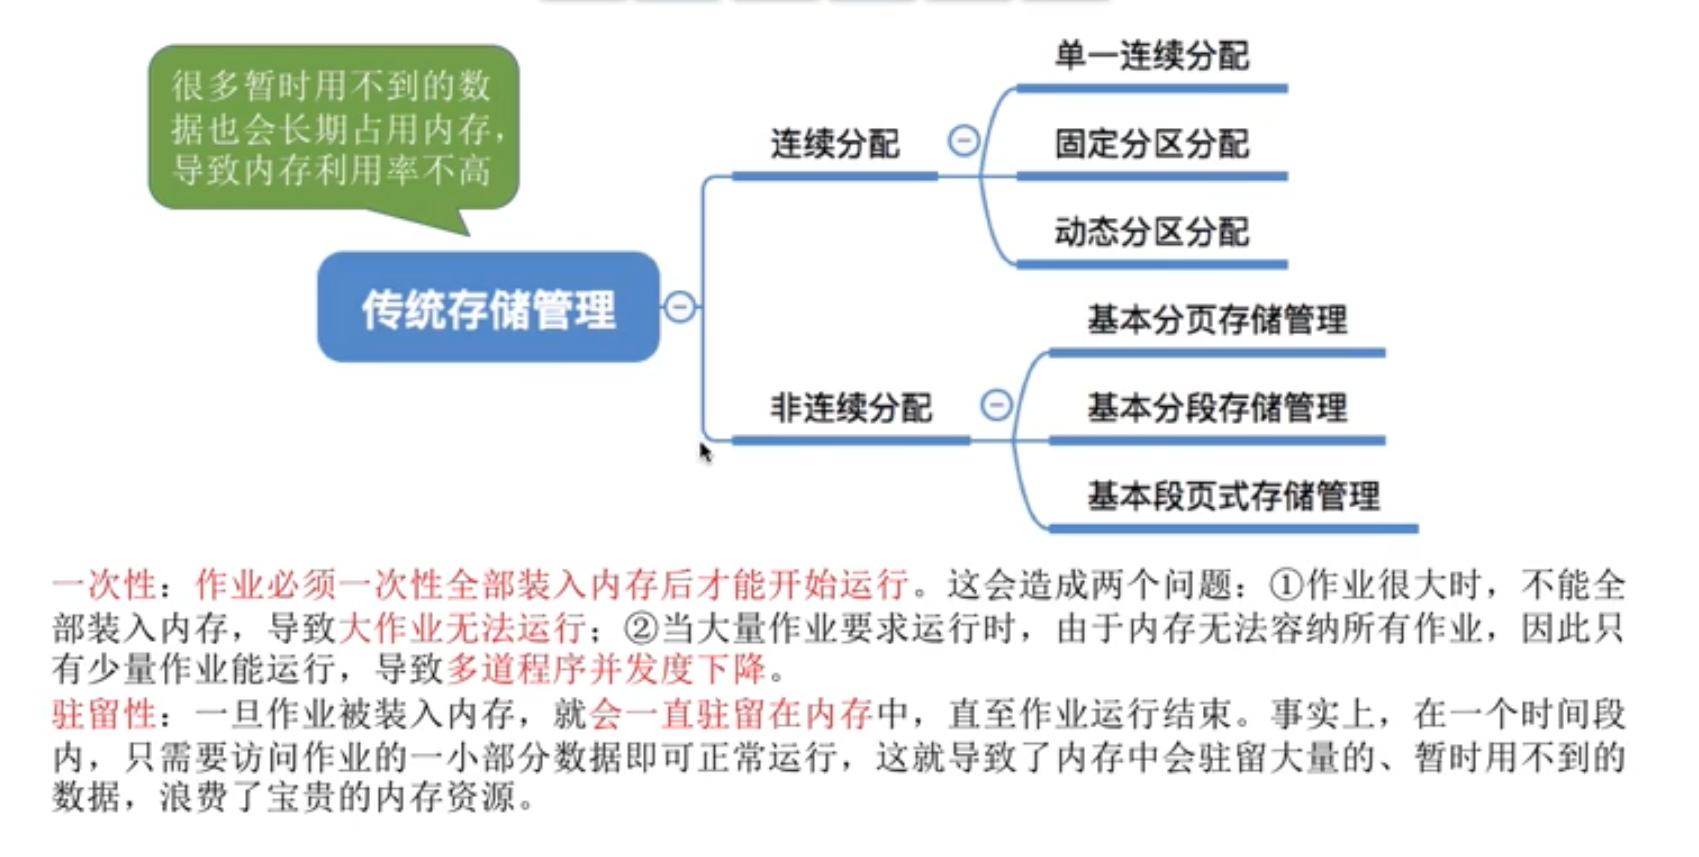 很多暂时用不到的数
据也会长期占用内存，
导致内存利用率不高
传统存储管理
连续分配
单一连续分配
固定分区分配
动态分区分配
非连续分配
基本分页存储管理
基本分段存储管理
基本段页式存储管理
一次性：作业必须一次性全部装入内存后才能开始运行。这会造成两个问题：①作业很大时，不能全
部装入内存，导致大作业无法运行；②当大量作业要求运行时，由于内存无法容纳所有作业，因此只
有少量作业能运行，导致多道程序并发度下降。
驻留性：一旦作业被装入内存，就会一直驻留在内存中，直至作业运行结束。事实上，在一个时间段
内，只需要访问作业的一小部分数据即可正常运行，这就导致了内存中会驻留大量的、暂时用不到的
数据，浪费了宝贵的内存资源。